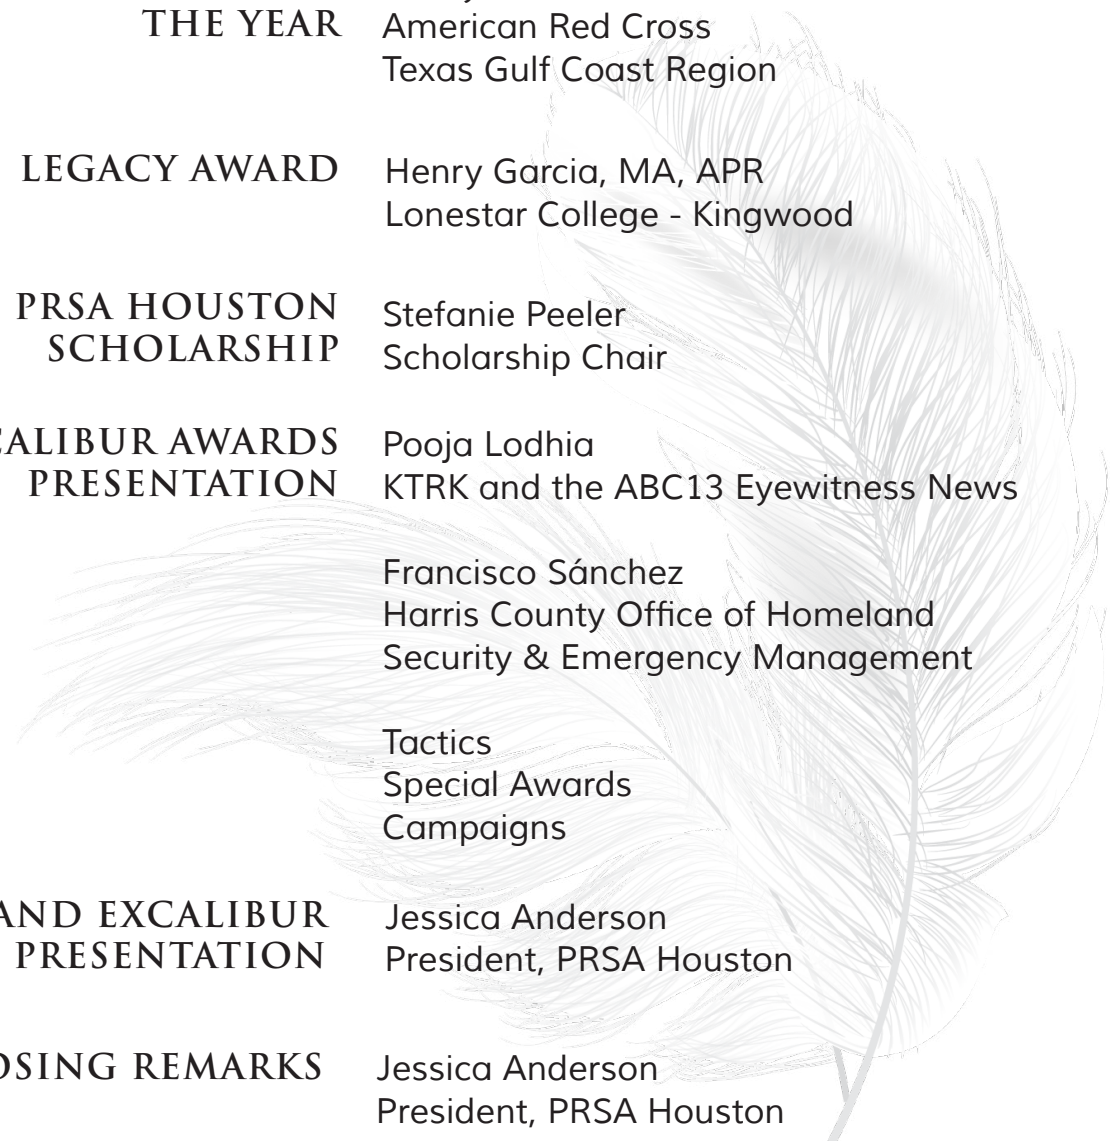 THE YEAR American Red Cross
Texas Gulf Coast Region
LEGACY AWARD Henry Garcia, MA, APR
Lonestar College - Kingwood
PRSA HOUSTON Stefanie Peeler
SCHOLARSHIP Scholarship Chair
CALIBUR AWARDS Pooja Lodhia
PRESENTATION KTRK and the ABC13 Eyewitness News
Francisco Sánchez
Harris County Office of Homeland
Security & Emergency Management
Tactics
Special Awards
Campaigns
AND EXCALIBUR Jessica Anderson
PRESENTATION President, PRSA Houston
OSING REMARKS Jessica Anderson
President, PRSA Houston